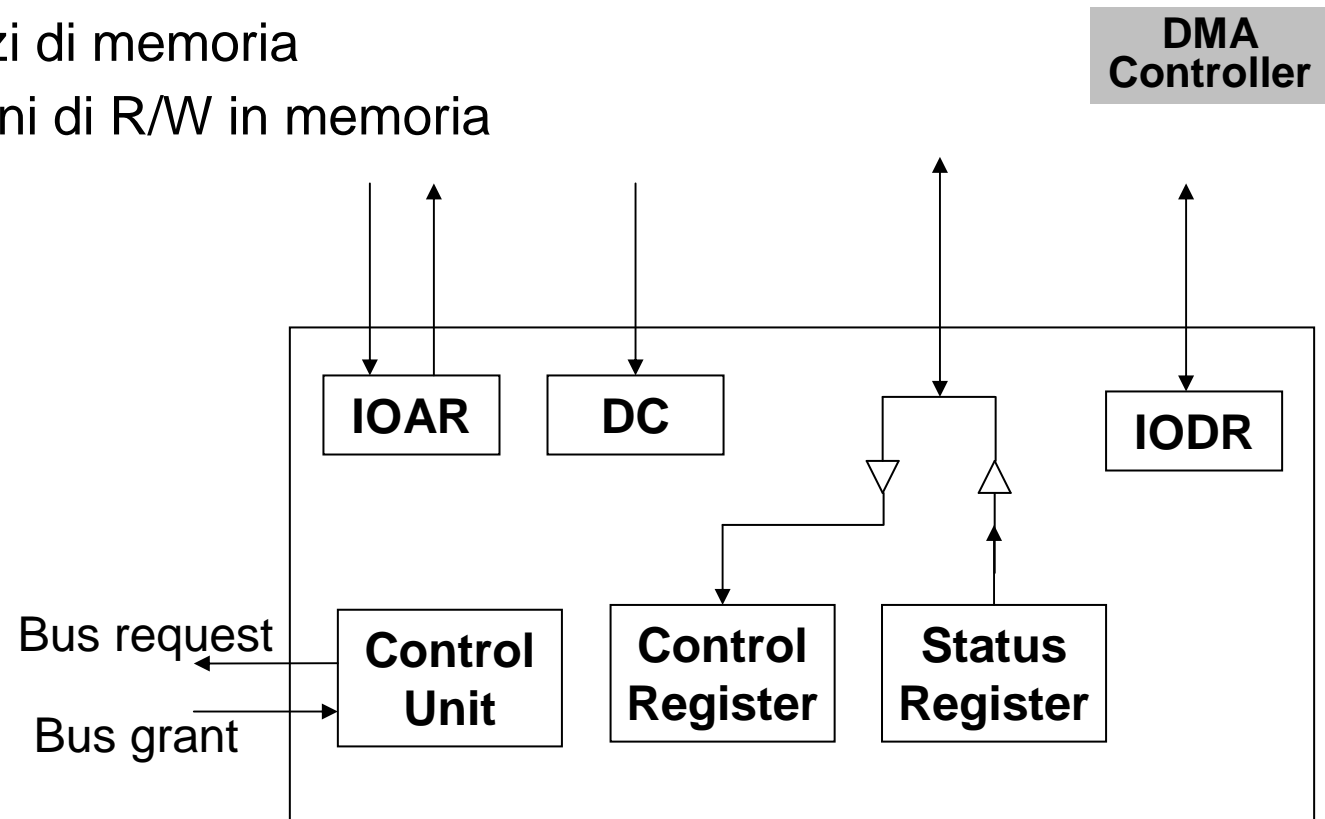 zi di memoria
ni di R/W in memoria
DMA
Controller
IOAR
DC
IODR
Bus request
Bus grant
Control
Unit
Control
Register
Status
Register